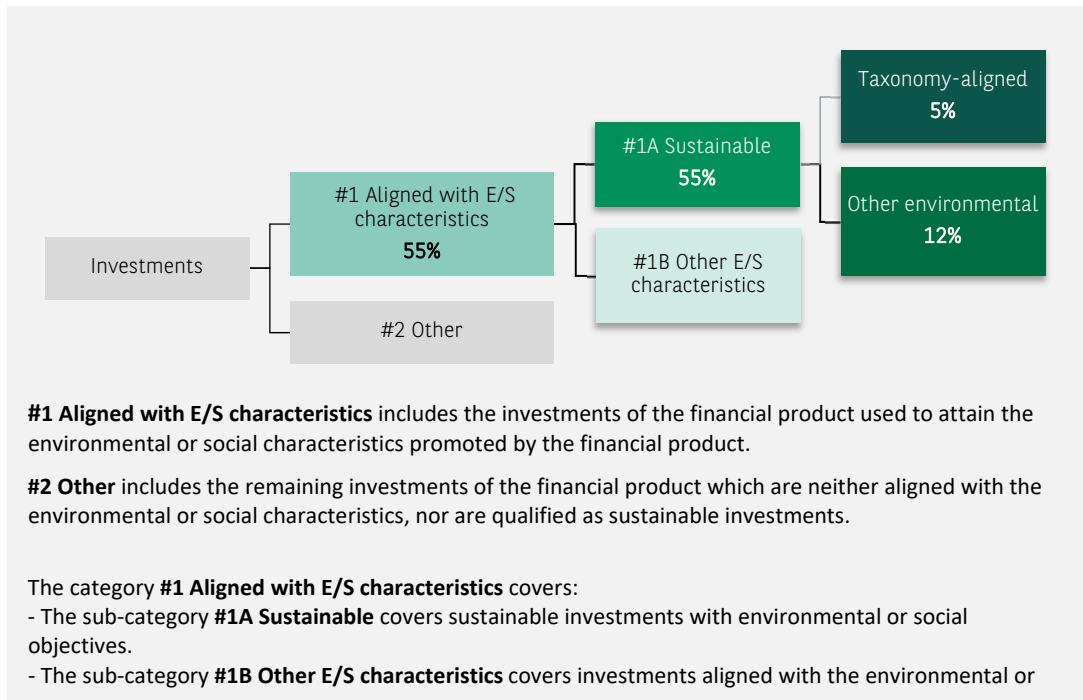 Taxonomy-aligned
5%
#1A Sustainable
55%
#1 Aligned with E/S
characteristics
55%
Other environmental
12%
Investments
#1B Other E/S
characteristics
#2 Other
#1 Aligned with E/S characteristics includes the investments of the financial product used to attain the
environmental or social characteristics promoted by the financial product.
#2 Other includes the remaining investments of the financial product which are neither aligned with the
environmental or social characteristics, nor are qualified as sustainable investments.
The category #1 Aligned with E/S characteristics covers:
- The sub-category #1A Sustainable covers sustainable investments with environmental or social
objectives.
- The sub-category #1B Other E/S characteristics covers investments aligned with the environmental or